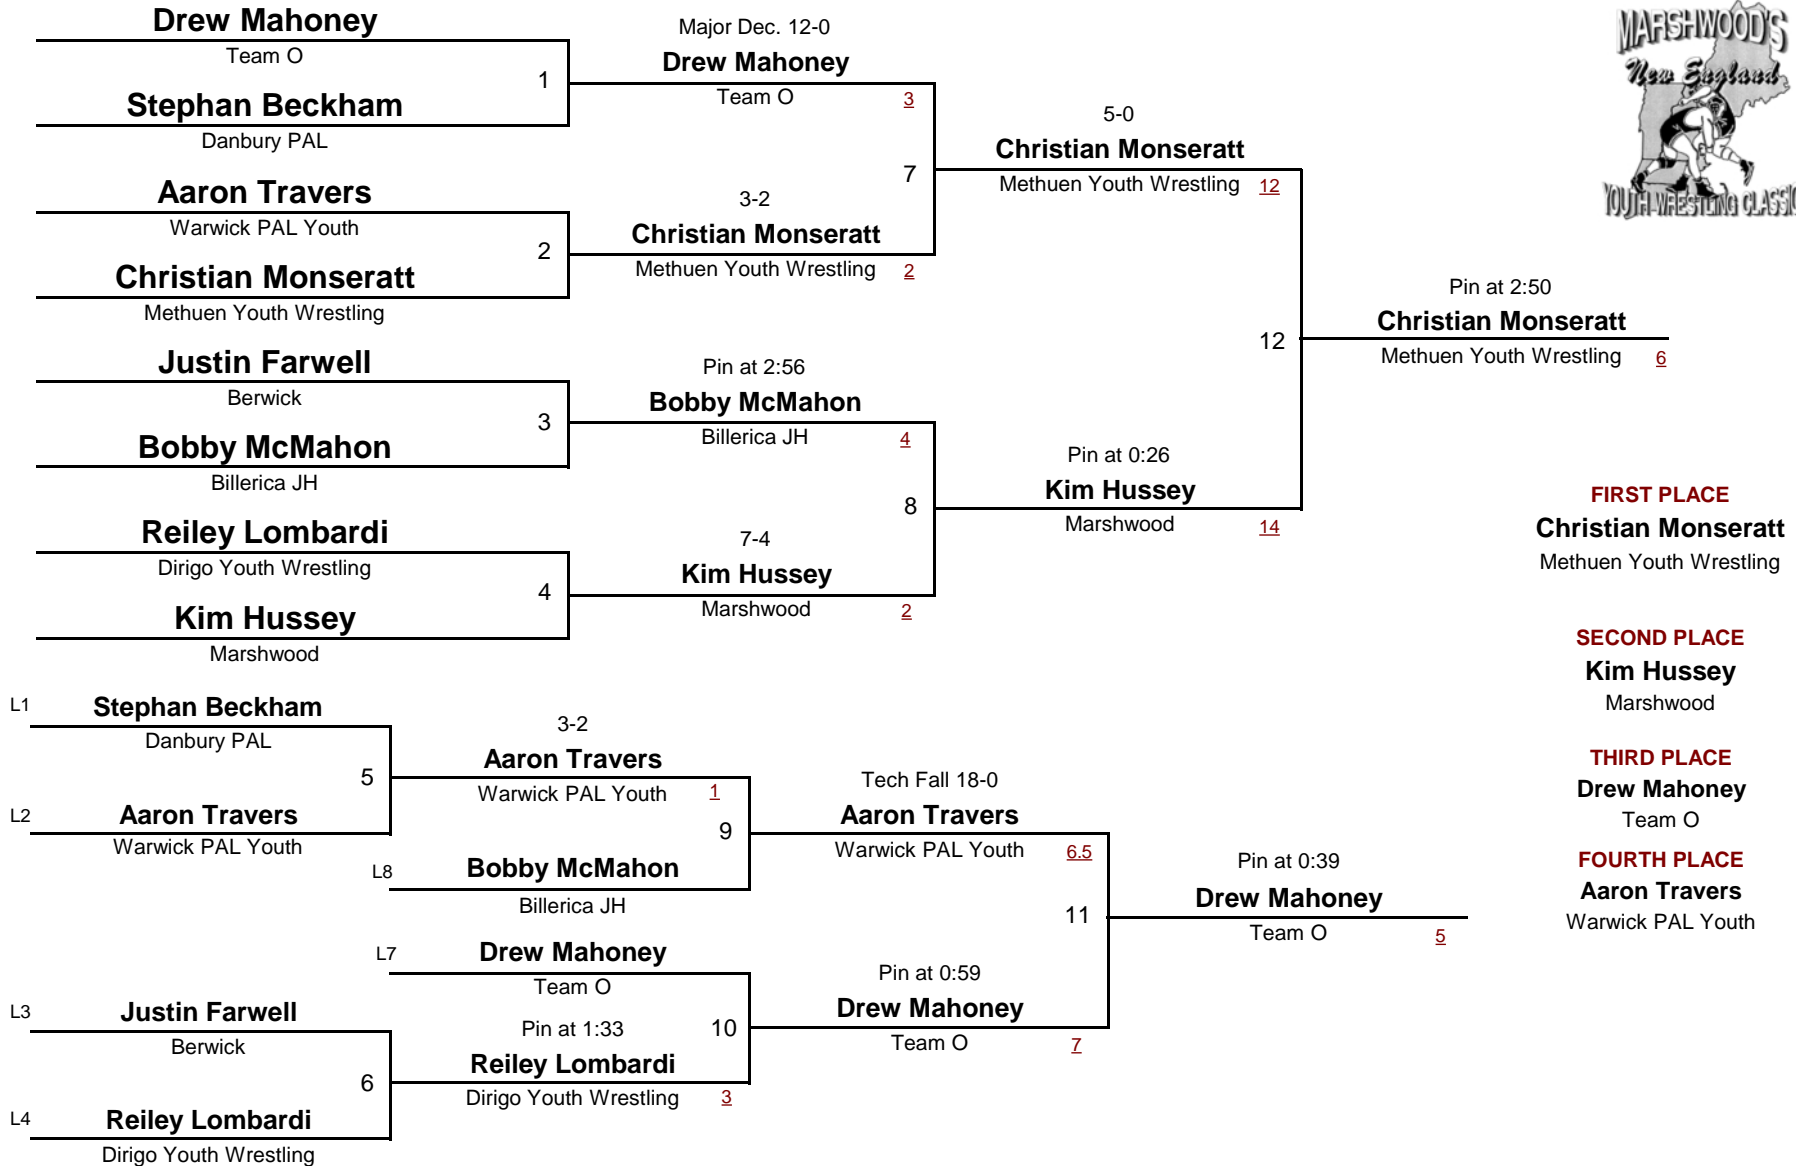 Drew Mahoney
Team O
1
Stephan Beckham
Danbury PAL
Aaron Travers
Warwick PAL Youth
2
Christian Monseratt
Methuen Youth Wrestling
Justin Farwell
Berwick
3
Bobby McMahon
Billerica JH
Reiley Lombardi
Dirigo Youth Wrestling
4
Kim Hussey
Marshwood
Major Dec. 12-0
Drew Mahoney
Team O 3
7
3-2
Christian Monseratt
Methuen Youth Wrestling 2
Pin at 2:56
Bobby McMahon
Billerica JH 4
8
7-4
Kim Hussey
Marshwood 2
5-0
Christian Monseratt
Methuen Youth Wrestling 12
12
Pin at 0:26
Kim Hussey
Marshwood 14
Pin at 2:50
Christian Monseratt
Methuen Youth Wrestling 6
MARSHWOOD'S
New England
YOUTH WRESTLING CLASSIC
FIRST PLACE
Christian Monseratt
Methuen Youth Wrestling
SECOND PLACE
Kim Hussey
Marshwood
THIRD PLACE
Drew Mahoney
Team O
FOURTH PLACE
Aaron Travers
Warwick PAL Youth
L1 Stephan Beckham
Danbury PAL
5
L2 Aaron Travers
Warwick PAL Youth
3-2
Aaron Travers
Warwick PAL Youth 1
9
L8 Bobby McMahon
Billerica JH
L7 Drew Mahoney
Team O
10
Pin at 1:33
Reiley Lombardi
Dirigo Youth Wrestling 3
L3 Justin Farwell
Berwick
6
L4 Reiley Lombardi
Dirigo Youth Wrestling
Tech Fall 18-0
Aaron Travers
Warwick PAL Youth 6.5
11
Pin at 0:59
Drew Mahoney
Team O 7
Pin at 0:39
Drew Mahoney
Team O 5